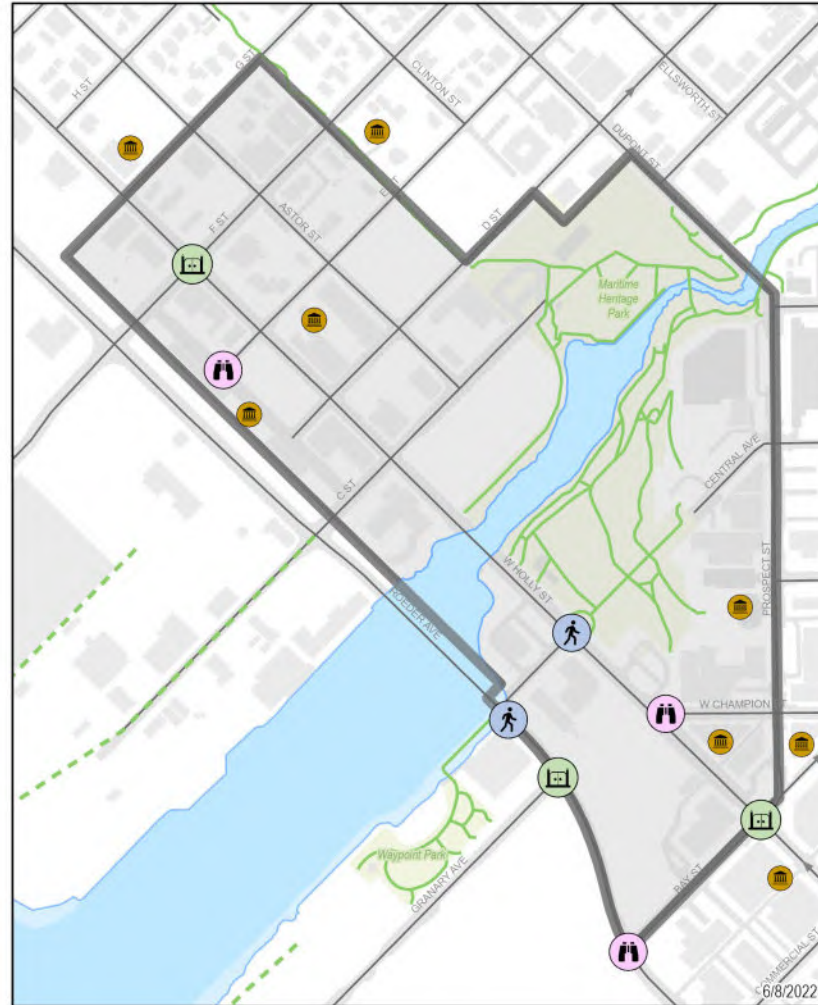 G ST
H ST
CLINTON ST
ELLSWORTH ST
DUPONT ST
F ST
ASTOR ST
D ST
Maritime
Heritage
Park
C ST
CENTRAL AVE
W HOLLY ST
PROSPECT ST
ROEDER AVE
W CHAMPION ST
Waypoint Park
GRANARY AVE
BAY ST
COMMERCIAL ST
6/8/2022